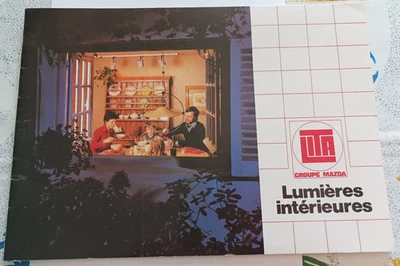 LITA
GROUPE MAZDA
Lumières
intérieures